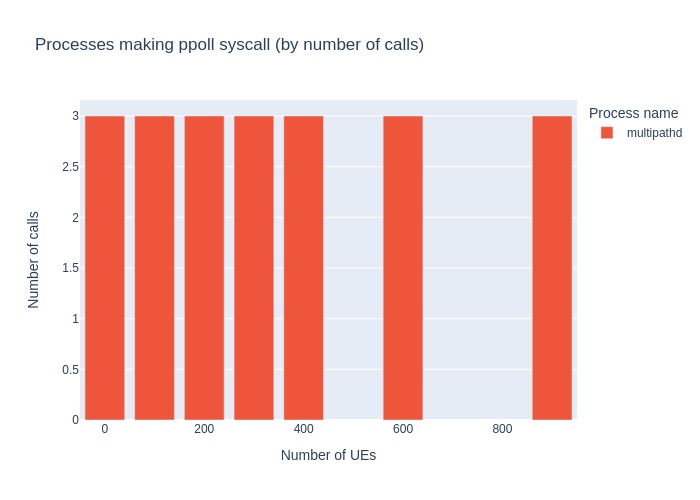 Processes making ppoll syscall (by number of calls)
Process name
multipathd
3
2.5
2
1.5
1
0.5
0
Number of calls
0
200
400
600
800
Number of UEs